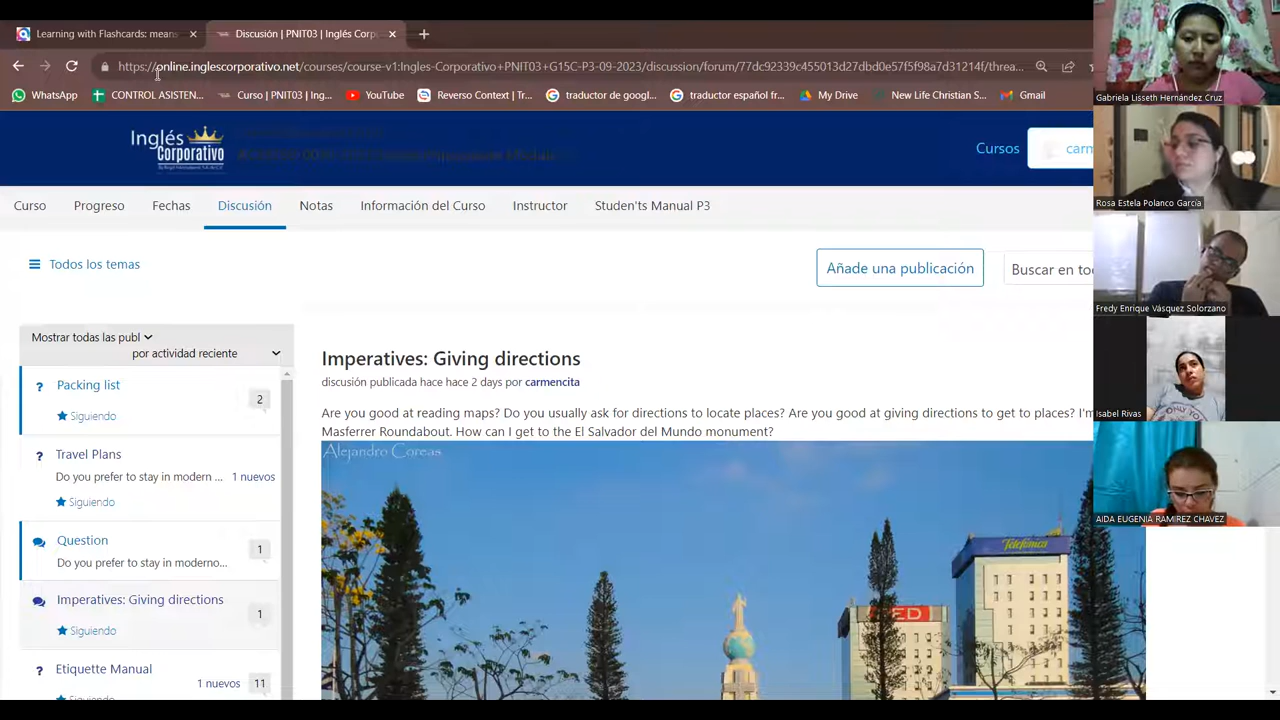 Learning with Flashcards: means
Discusión | PNIT03 | Inglés Corp
https://online.inglescorporativo.net/courses/course-v1:Ingles-Corporativo+PNIT03+G15C-P3-09-2023/discussion/forum/77dc92339c455013d27dbd0e57f5f98a7d31214f/threa...
WhatsApp
CONTROL ASISTEN...
Curso | PNIT03 | Ing...
YouTube
Reverso Context | Tr...
traductor de googl...
traductor español fr...
My Drive
New Life Christian S...
Gmail
Inglés
Corporativo
Cursos
carm
Curso
Progreso
Fechas
Discusión
Notas
Información del Curso
Instructor
Studen'ts Manual P3
Todos los temas
Añade una publicación
Buscar en to
Mostrar todas las publ
por actividad reciente
Packing list
2
Siguiendo
Travel Plans
Do you prefer to stay in modern ...
1 nuevos
Siguiendo
Question
1
Do you prefer to stay in moderno...
Imperatives: Giving directions
1
Siguiendo
Etiquette Manual
1 nuevos
11
Imperatives: Giving directions
discusión publicada hace hace 2 days por carmencita
Are you good at reading maps? Do you usually ask for directions to locate places? Are you good at giving directions to get to places? I'm
Masferrer Roundabout. How can I get to the El Salvador del Mundo monument?
Alejandro Coreas
Telefónica
RED
Gabriela Lisseth Hernández Cruz
Rosa Estela Polanco García
Fredy Enrique Vásquez Solorzano
Isabel Rivas
AIDA EUGENIA RAMIREZ CHAVEZ